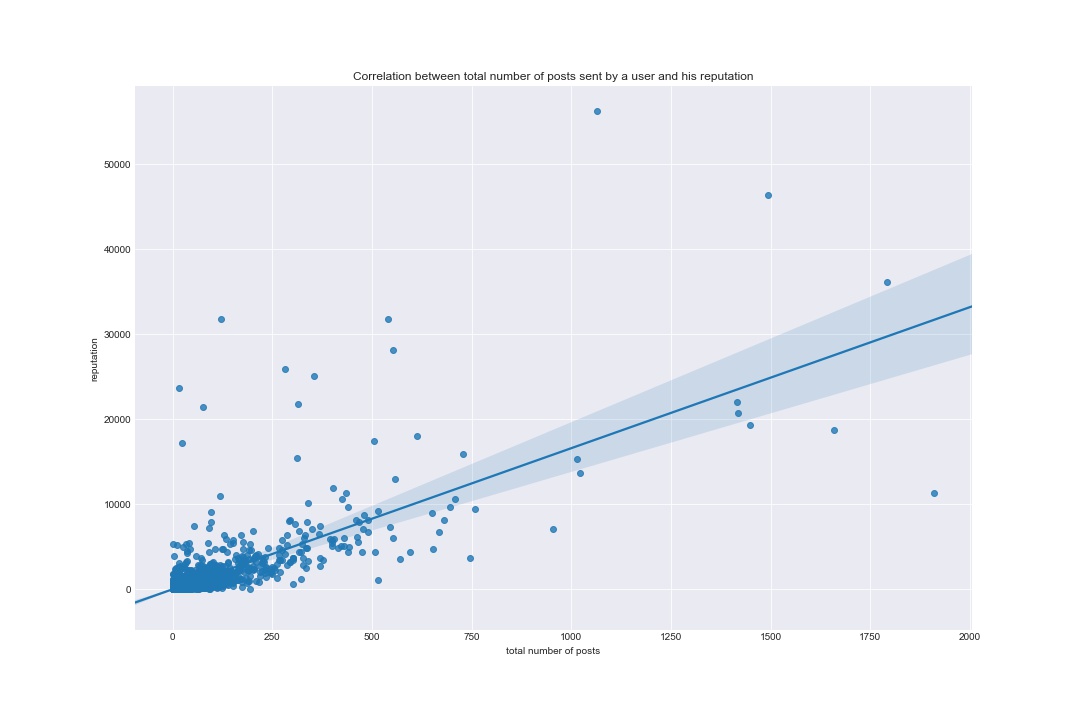 Correlation between total number of posts sent by a user and his reputation
50000
40000
30000
reputation
20000
10000
0
0 250 500 750 1000 1250 1500 1750 2000
total number of posts